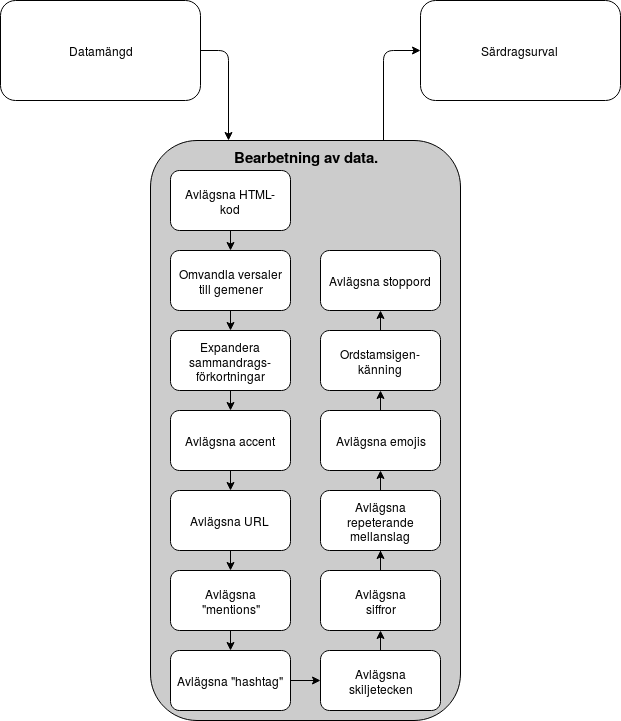 Datamängd
Särdragsurval
Bearbetning av data.
Avlägsna HTML-
kod
Omvandla versaler
till gemener
Expandera
sammandrags-
förkortningar
Avlägsna accent
Avlägsna URL
Avlägsna
"mentions"
Avlägsna "hashtag"
Avlägsna
skiljetecken
Avlägsna
siffror
Avlägsna
repeterande
mellanslag
Avlägsna emojis
Ordstamsigen-
känning
Avlägsna stoppord